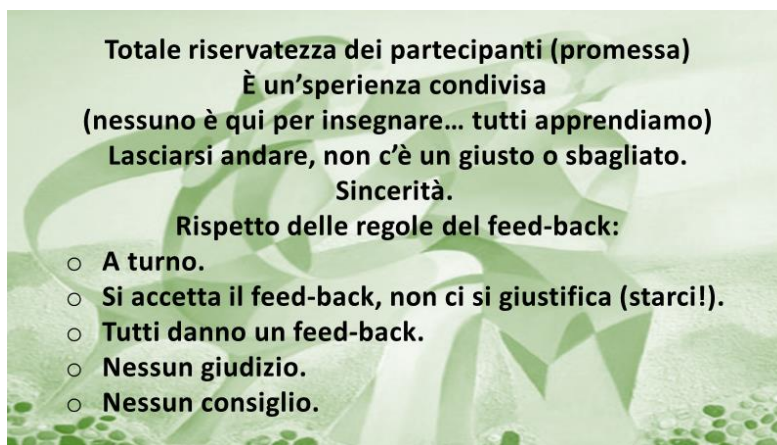 Totale riservatezza dei partecipanti (promessa)
È un'sperienza condivisa
(nessuno è qui per insegnare... tutti apprendiamo)
Lasciarsi andare, non c'è un giusto o sbagliato.
Sincerità.
Rispetto delle regole del feed-back:
○ A turno.
○ Si accetta il feed-back, non ci si giustifica (starci!).
○ Tutti danno un feed-back.
○ Nessun giudizio.
○ Nessun consiglio.